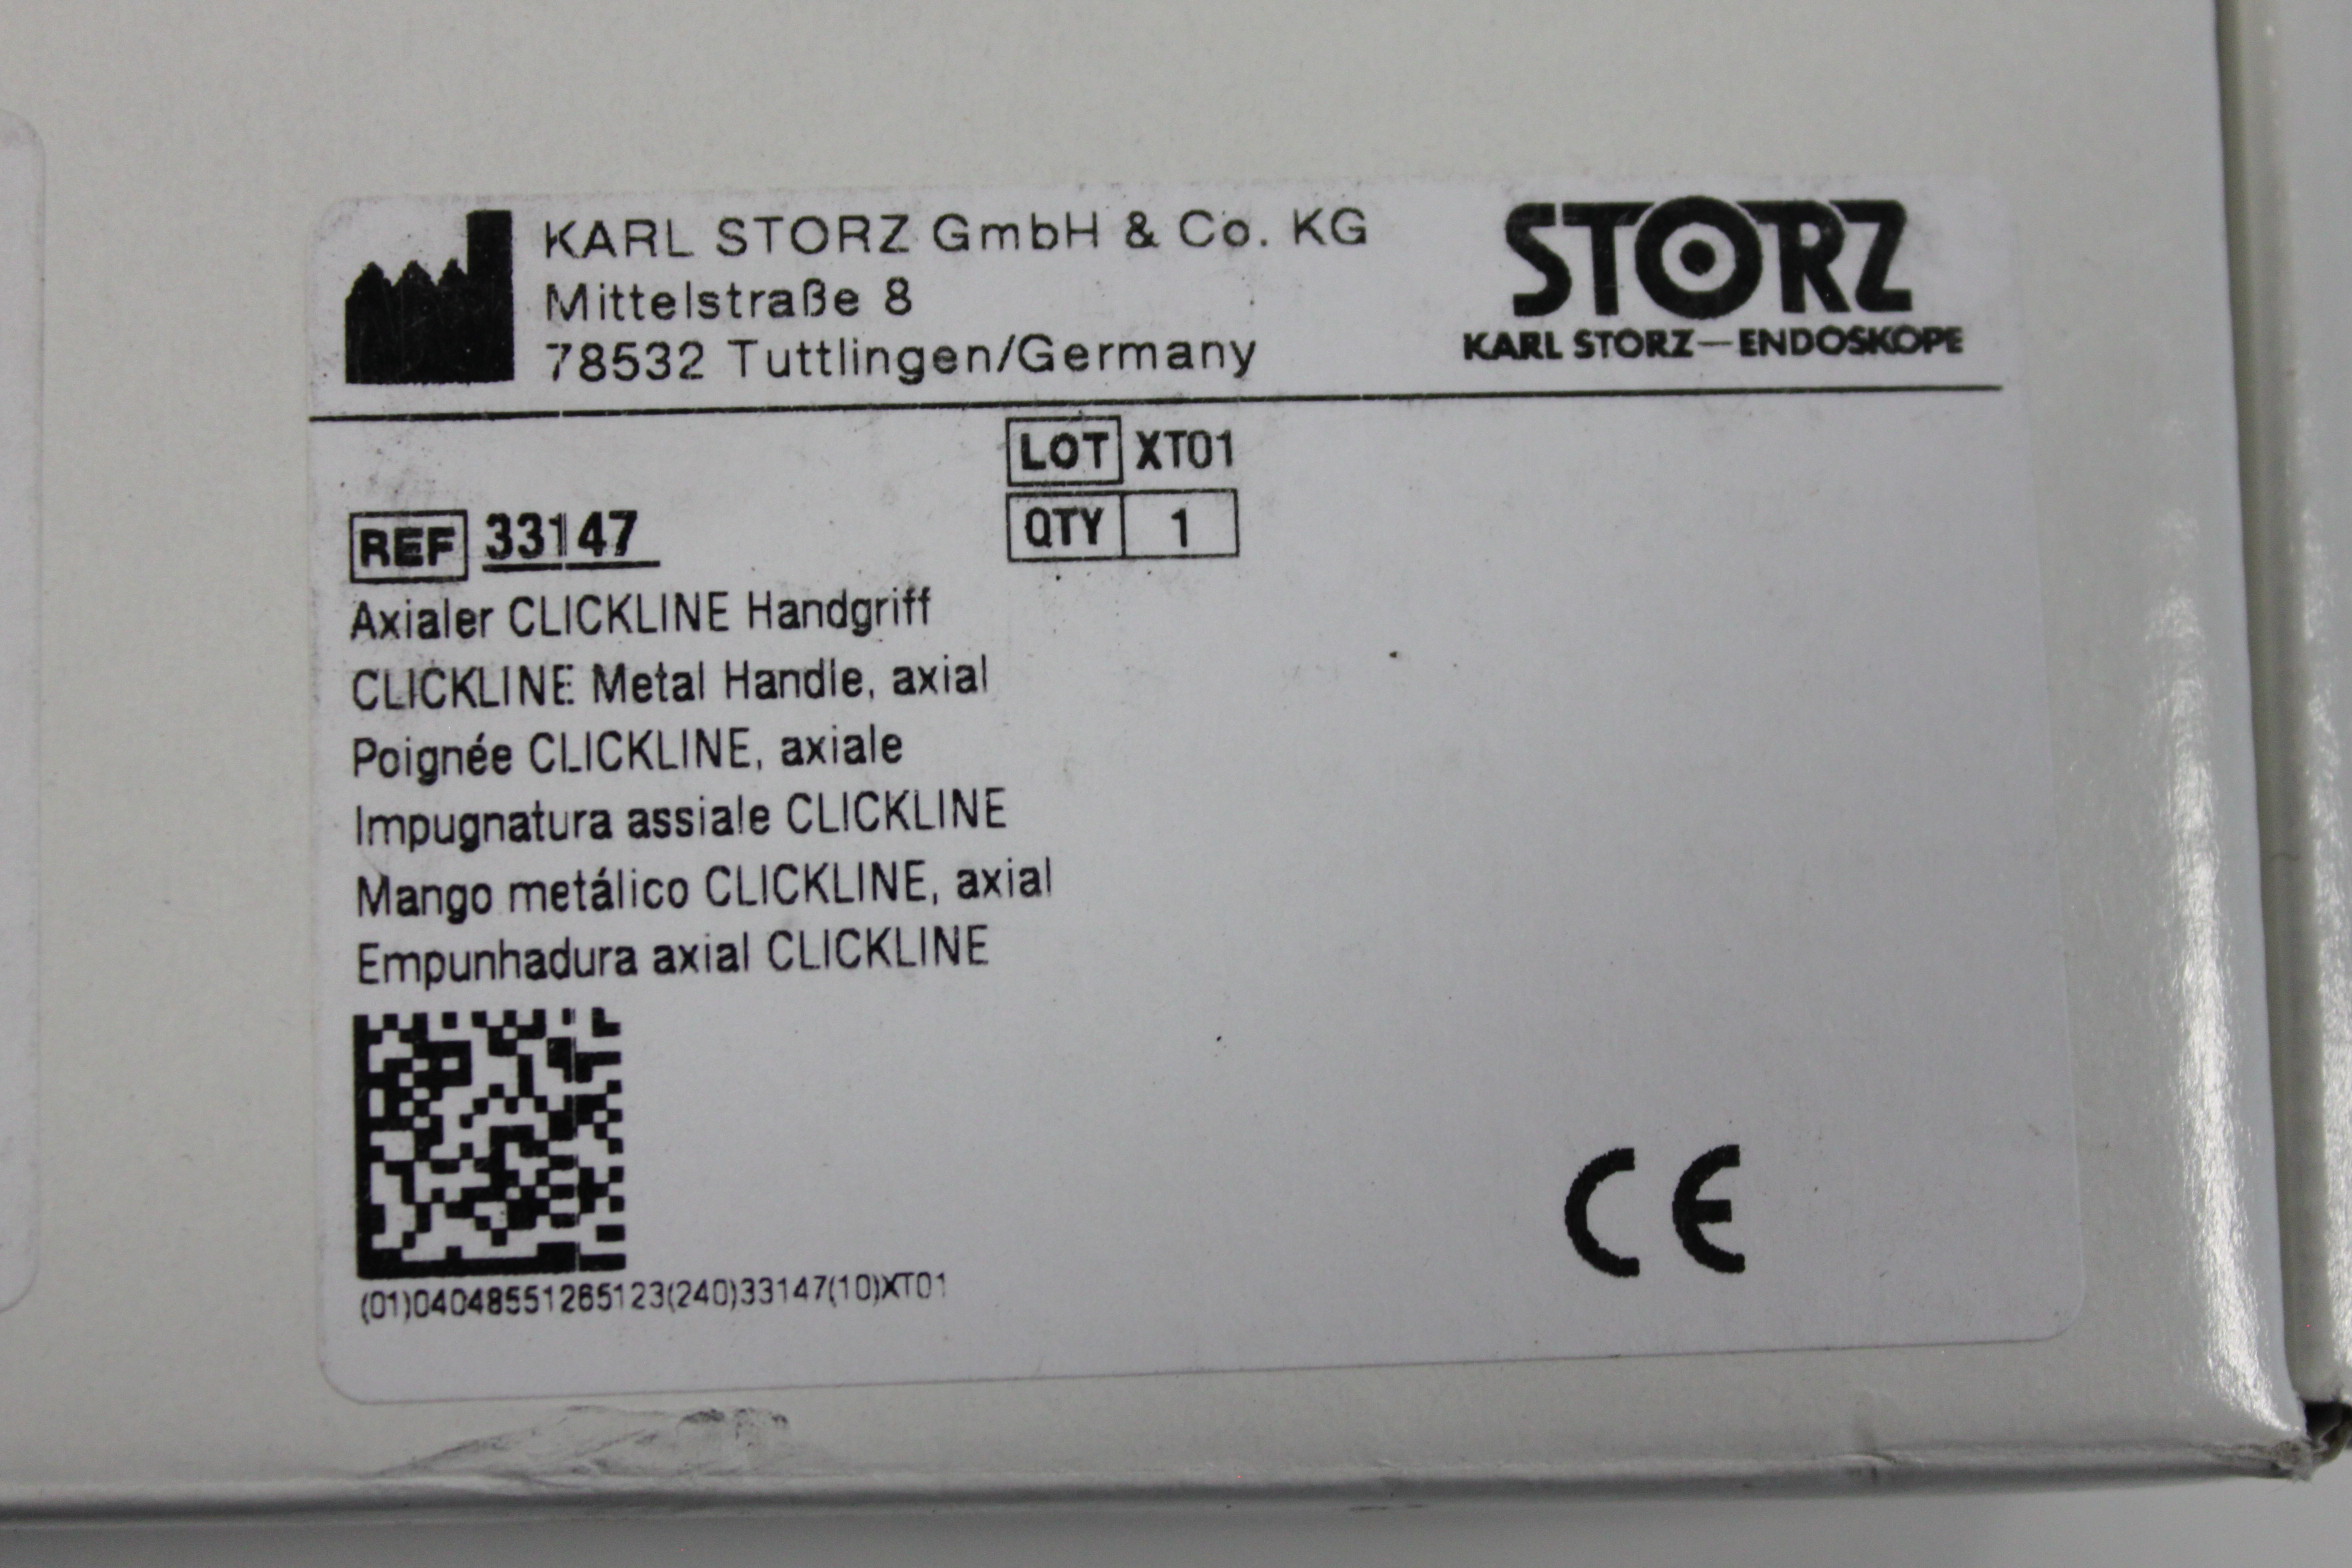 KARL STORZ GmbH & Co. KG
Mittelstraße 8
78532 Tuttlingen/Germany
STORZ
KARL STORZ—ENDOSKOPE
LOT XT01
QTY 1
REF 33147
Axialer CLICKLINE Handgriff
CLICKLINE Metal Handle, axial
Poignée CLICKLINE, axiale
Impugnatura assiale CLICKLINE
Mango metálico CLICKLINE, axial
Empunhadura axial CLICKLINE
(01)04048551265123(240)33147(10)XT01
CE